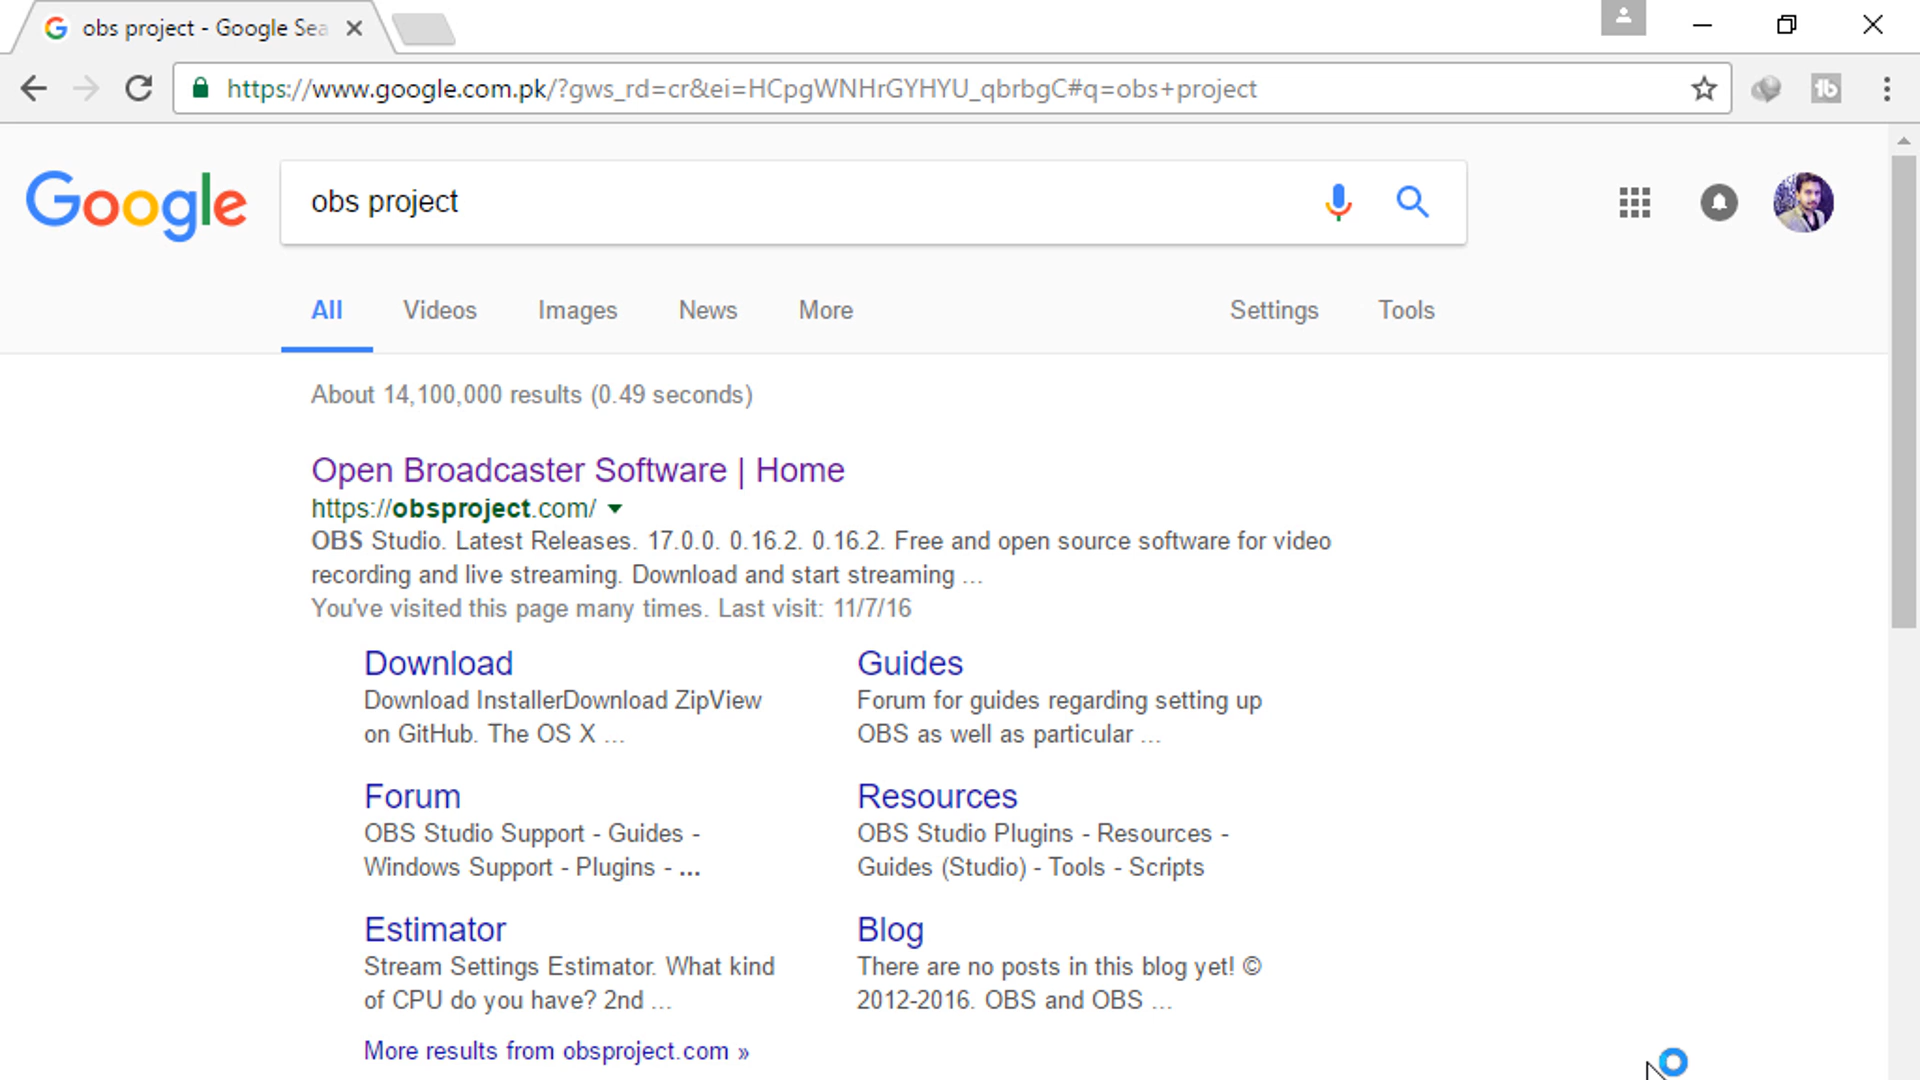 obs project - Google Sea
https://www.google.com.pk/?gws_rd=cr&ei=HCpgWNHrGYHYU_qbrbgC#q=obs+project
Google
obs project
All Videos Images News More Settings Tools
About 14,100,000 results (0.49 seconds)
Open Broadcaster Software | Home
https://obsproject.com/
OBS Studio. Latest Releases. 17.0.0. 0.16.2. 0.16.2. Free and open source software for video
recording and live streaming. Download and start streaming ...
You've visited this page many times. Last visit: 11/7/16
Download
Download InstallerDownload ZipView
on GitHub. The OS X ...
Guides
Forum for guides regarding setting up
OBS as well as particular ...
Forum
OBS Studio Support - Guides -
Windows Support - Plugins - ...
Resources
OBS Studio Plugins - Resources -
Guides (Studio) - Tools - Scripts
Estimator
Stream Settings Estimator. What kind
of CPU do you have? 2nd ...
Blog
There are no posts in this blog yet! ©
2012-2016. OBS and OBS ...
More results from obsproject.com »